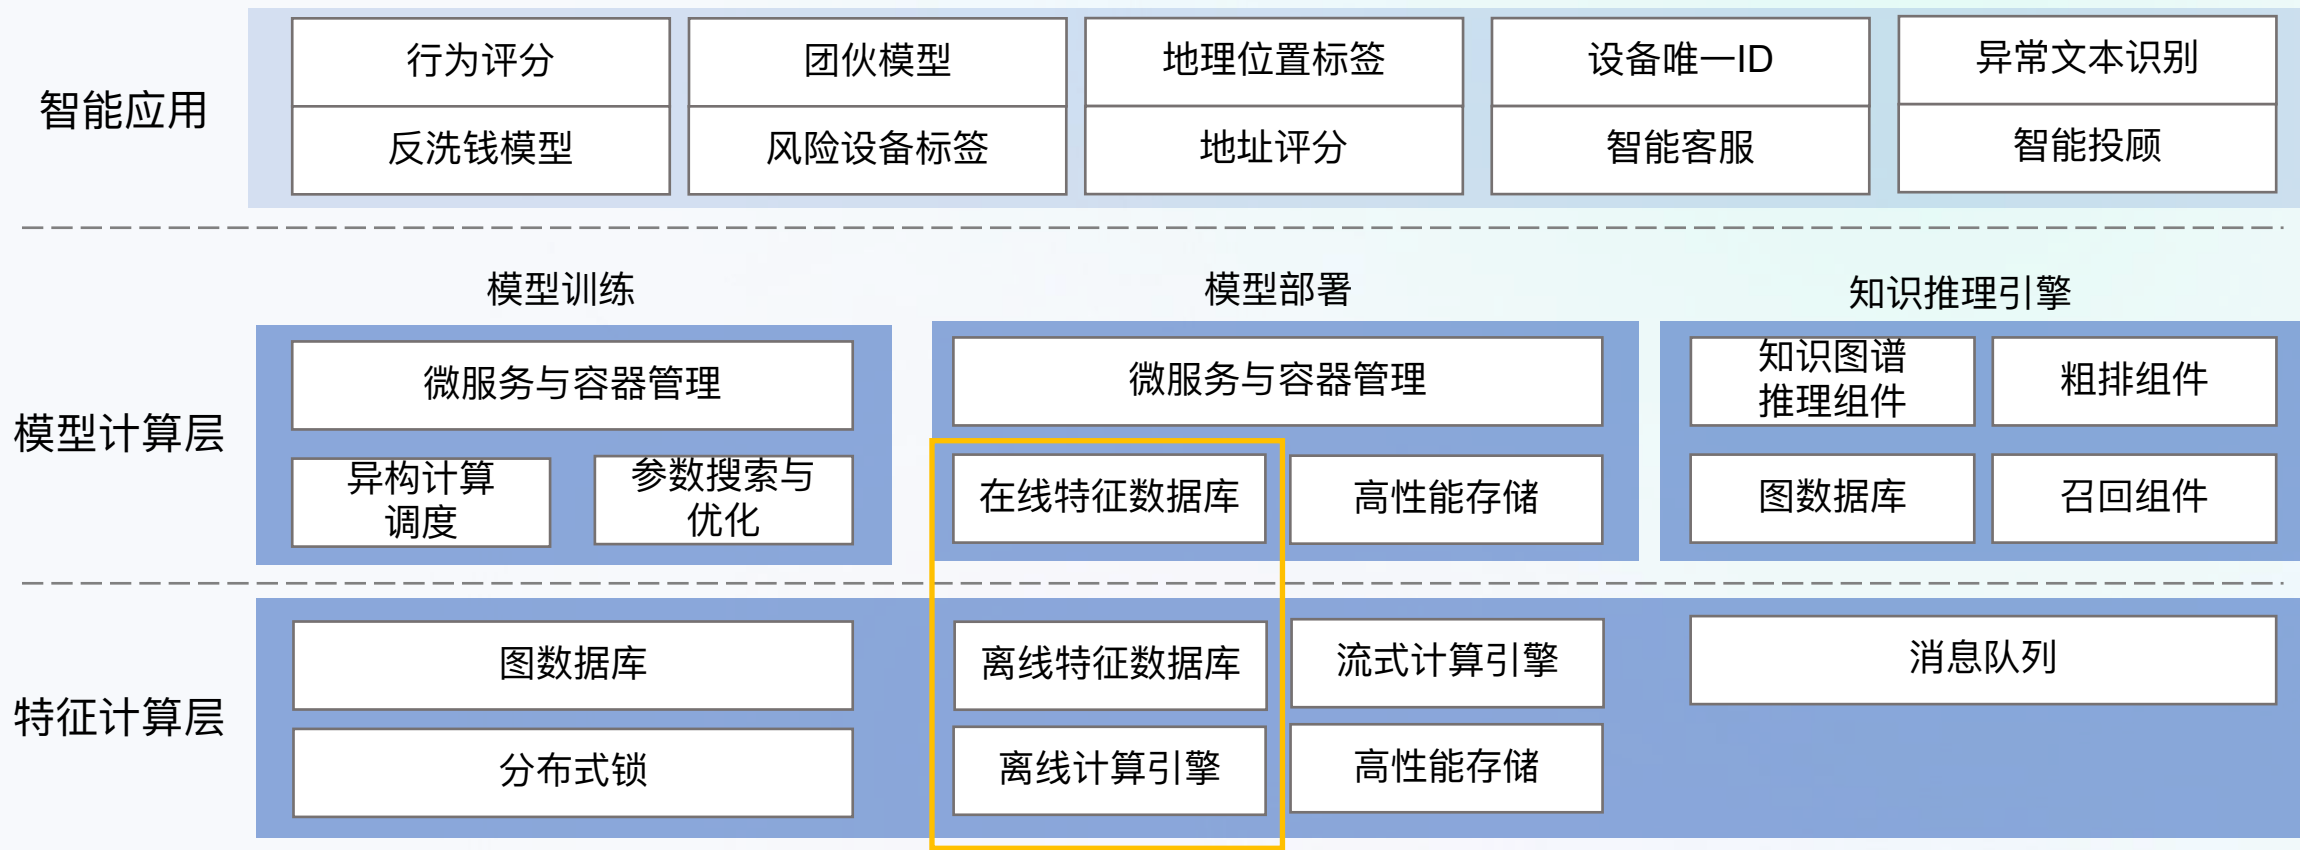 智能应用
行为评分
团伙模型
地理位置标签
设备唯一ID
异常文本识别
反洗钱模型
风险设备标签
地址评分
智能客服
智能投顾
模型计算层
模型训练
微服务与容器管理
异构计算
调度
参数搜索与
优化
模型部署
微服务与容器管理
在线特征数据库
高性能存储
知识推理引擎
知识图谱
推理组件
粗排组件
图数据库
召回组件
特征计算层
图数据库
离线特征数据库
流式计算引擎
消息队列
分布式锁
离线计算引擎
高性能存储